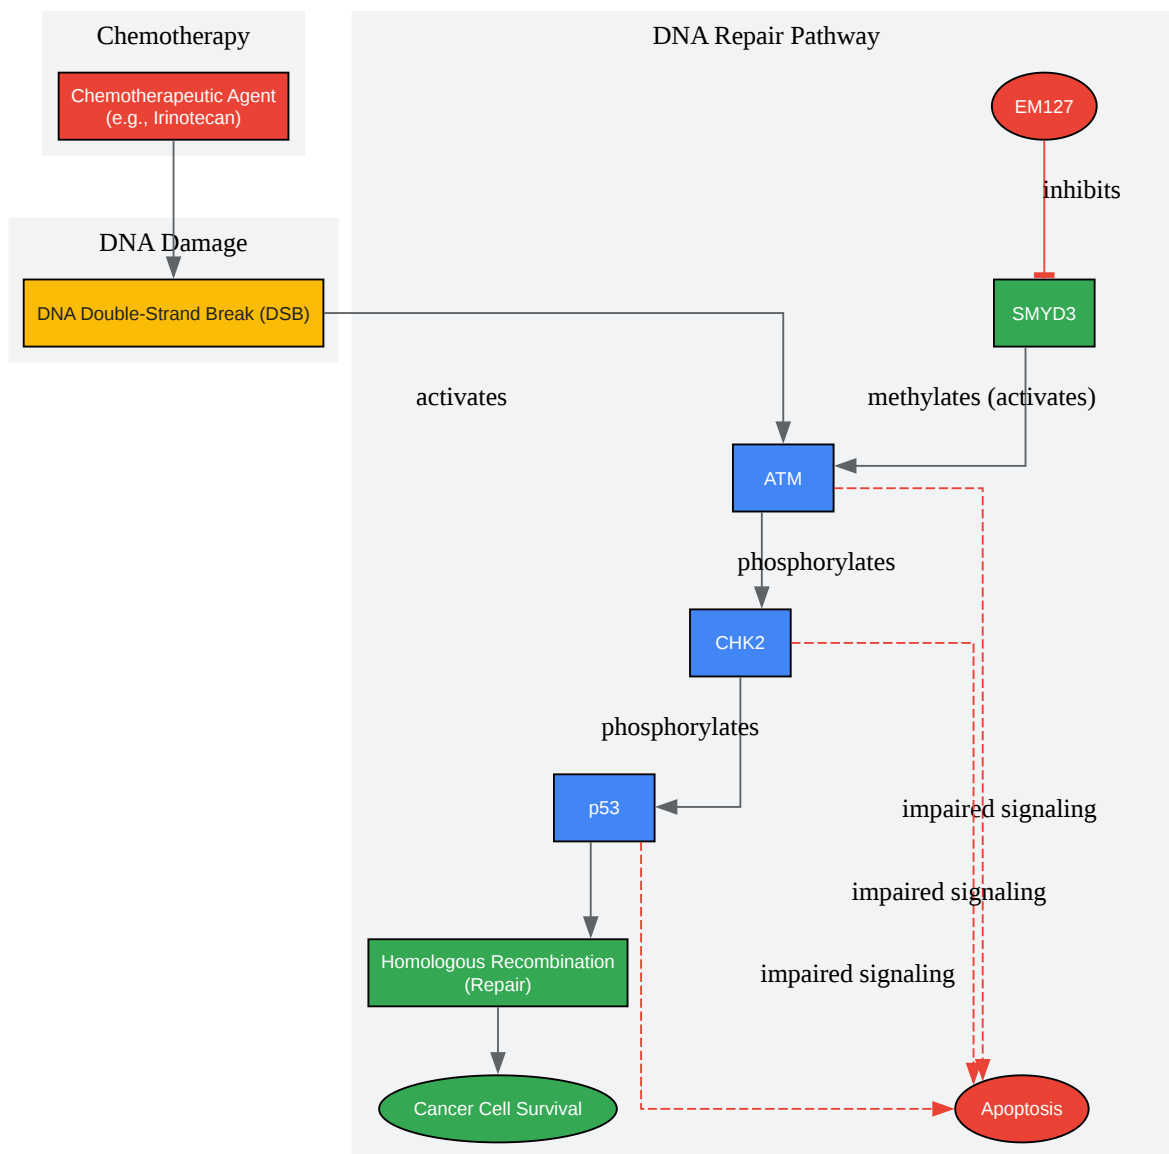 Chemotherapy
DNA Repair Pathway
Chemotherapeutic Agent
(e.g., Irinotecan)
EM127
inhibits
DNA Damage
DNA Double-Strand Break (DSB)
SMYD3
activates
methylates (activates)
ATM
phosphorylates
CHK2
phosphorylates
p53
impaired signaling
impaired signaling
Homologous Recombination
(Repair)
impaired signaling
Cancer Cell Survival
Apoptosis